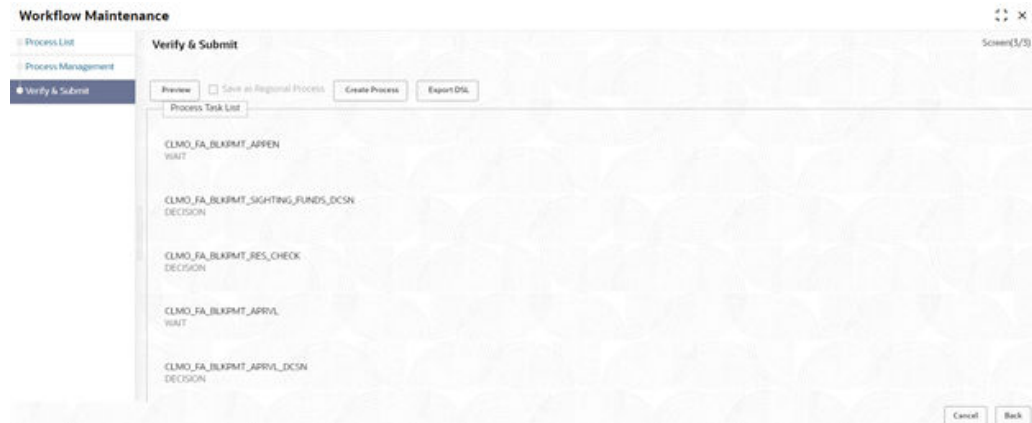 Workflow Maintenance
Process List
Process Management
Verify & Submit
Verify & Submit
Screen(3/3)
Preview
Save as Regional Process
Create Process
Export DSL
Process Task List
CLMO_FA_BLKPMT_APPEN
WAIT
CLMO_FA_BLKPMT_SIGHTING_FUNDS_DCSN
DECISION
CLMO_FA_BLKPMT_RES_CHECK
DECISION
CLMO_FA_BLKPMT_APRVL
WAIT
CLMO_FA_BLKPMT_APRVL_DCSN
DECISION
Cancel
Back